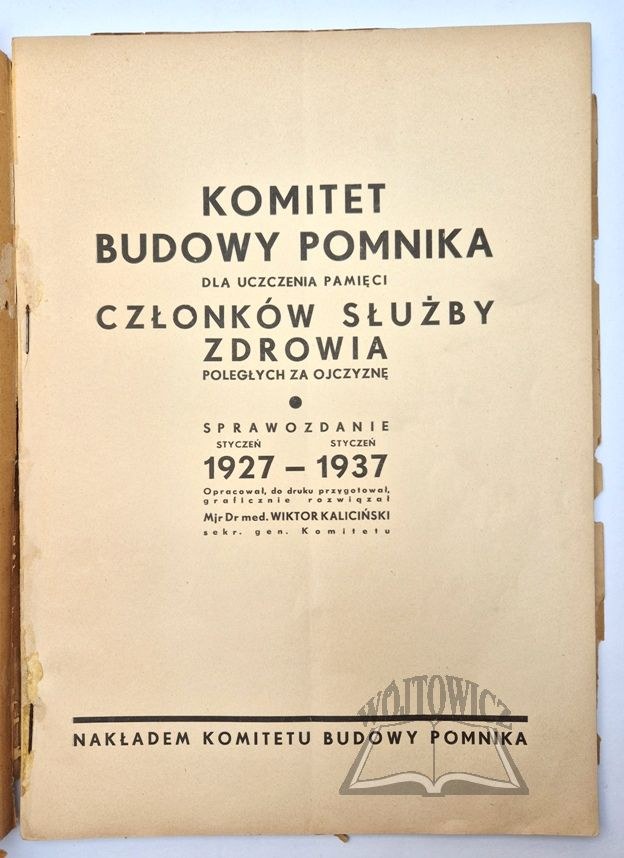 KOMITET
BUDOWY POMNIKA
DLA UCZCZENIA PAMIĘCI
CZŁONKÓW SŁUŻBY
ZDROWIA
POLEGŁYCH ZA OJCZYZNĘ
SPRAWOZDANIE
STYCZEŃ STYCZEŃ
1927 – 1937
Opracował, do druku przygotował,
graficznie rozwiązał
Mjr Dr med. WIKTOR KALICIŃSKI
sekr. gen. Komitetu
WÓJTOWICZ
NAKŁADEM KOMITETU BUDOWY POMNIKA